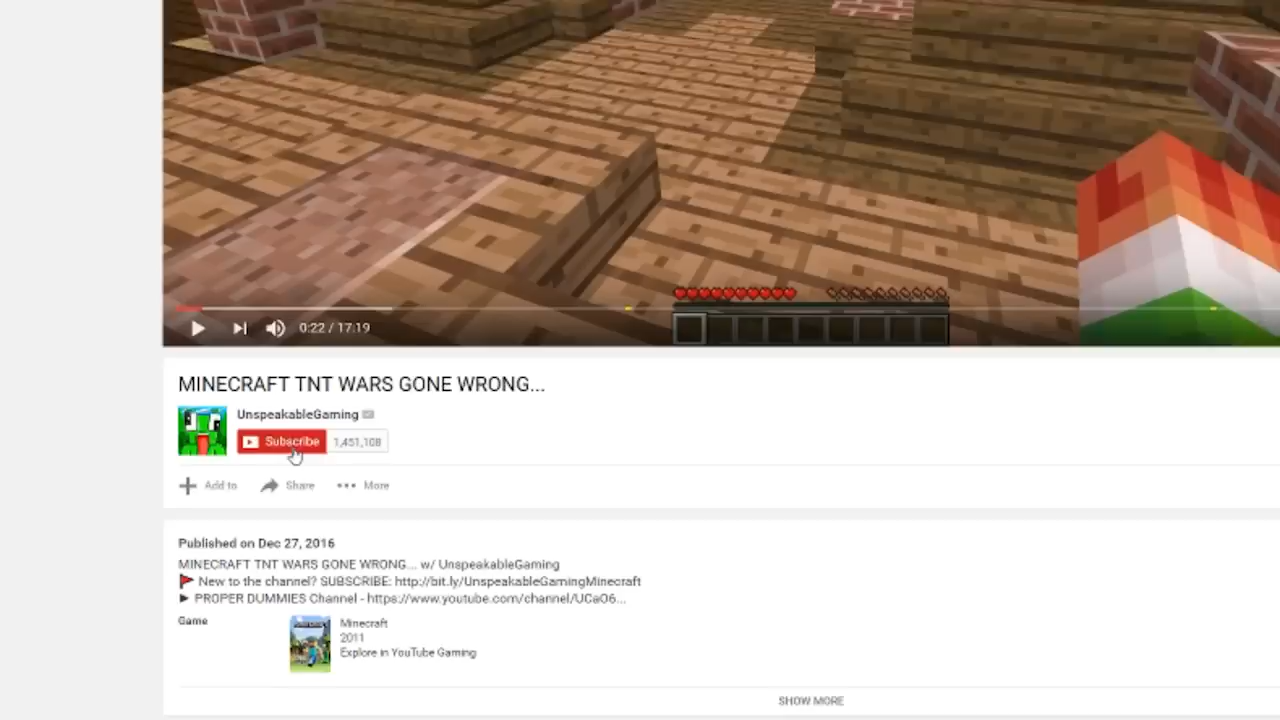 0:22 / 17:19
MINECRAFT TNT WARS GONE WRONG...
UnspeakableGaming
Subscribe 1,451,108
Add to Share More
Published on Dec 27, 2016
MINECRAFT TNT WARS GONE WRONG... w/ UnspeakableGaming
New to the channel? SUBSCRIBE: http://bit.ly/UnspeakableGamingMinecraft
► PROPER DUMMIES Channel - https://www.youtube.com/channel/UCaO6...
Game
Minecraft
2011
Explore in YouTube Gaming
SHOW MORE